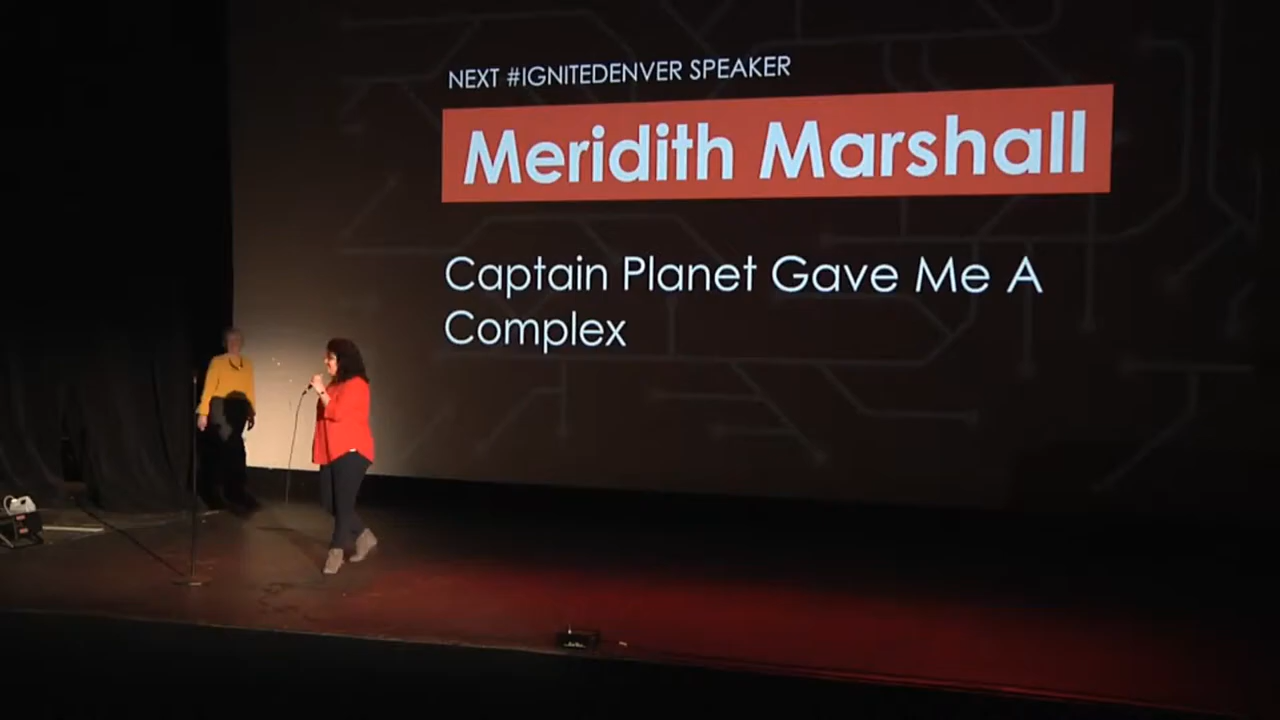 NEXT #IGNITEDENVER SPEAKER
Meridith Marshall
Captain Planet Gave Me A
Complex